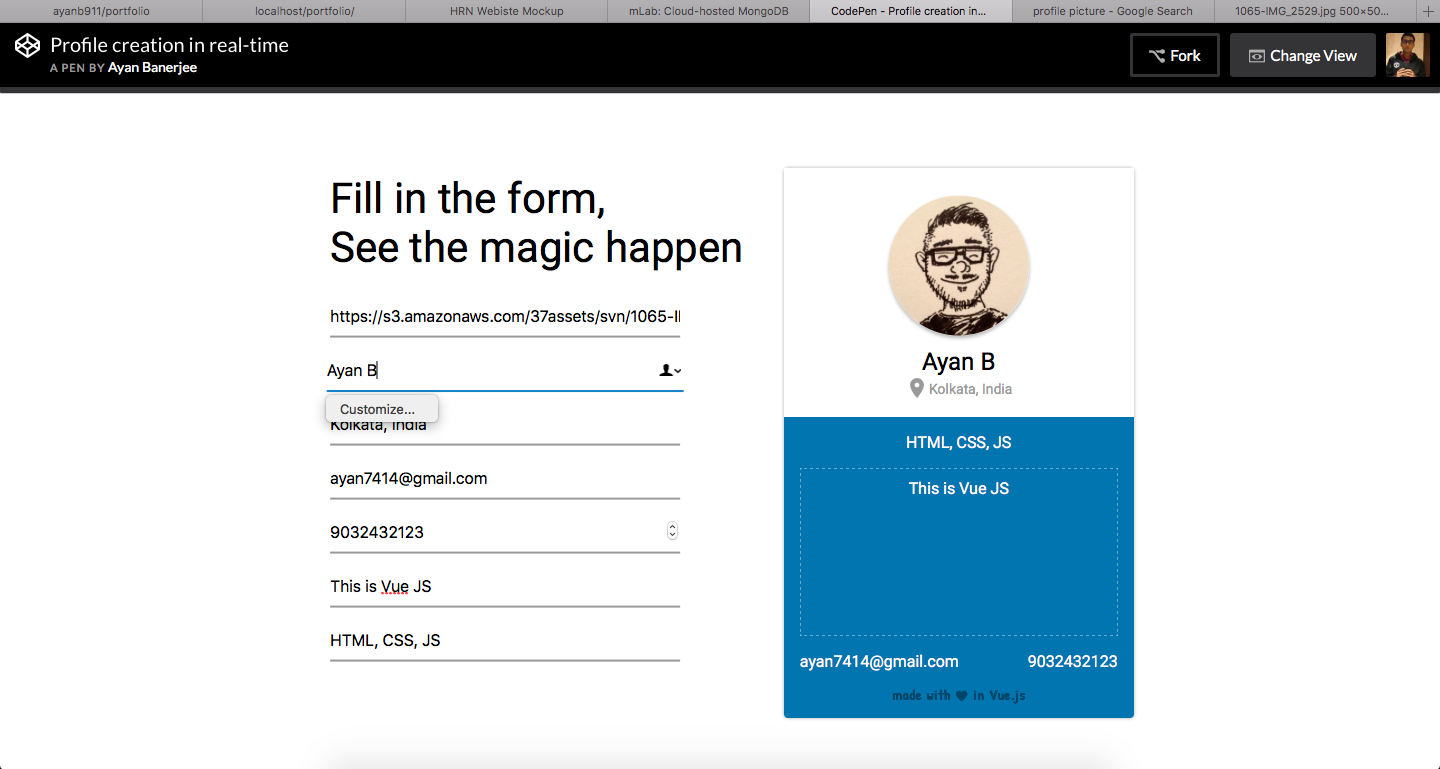 ayanb911/portfolio
localhost/portfolio/
HRN Webiste Mockup
mLab: Cloud-hosted MongoDB
CodePen - Profile creation in...
profile picture - Google Search
1065-IMG_2529.jpg 500×50...
Profile creation in real-time
A PEN BY Ayan Banerjee
Fork
Change View
Fill in the form,
See the magic happen
https://s3.amazonaws.com/37assets/svn/1065-I
Ayan B
Customize...
Kolkata, India
ayan7414@gmail.com
9032432123
This is Vue JS
HTML, CSS, JS
Ayan B
Kolkata, India
HTML, CSS, JS
This is Vue JS
ayan7414@gmail.com 9032432123
made with ♥ in Vue.js